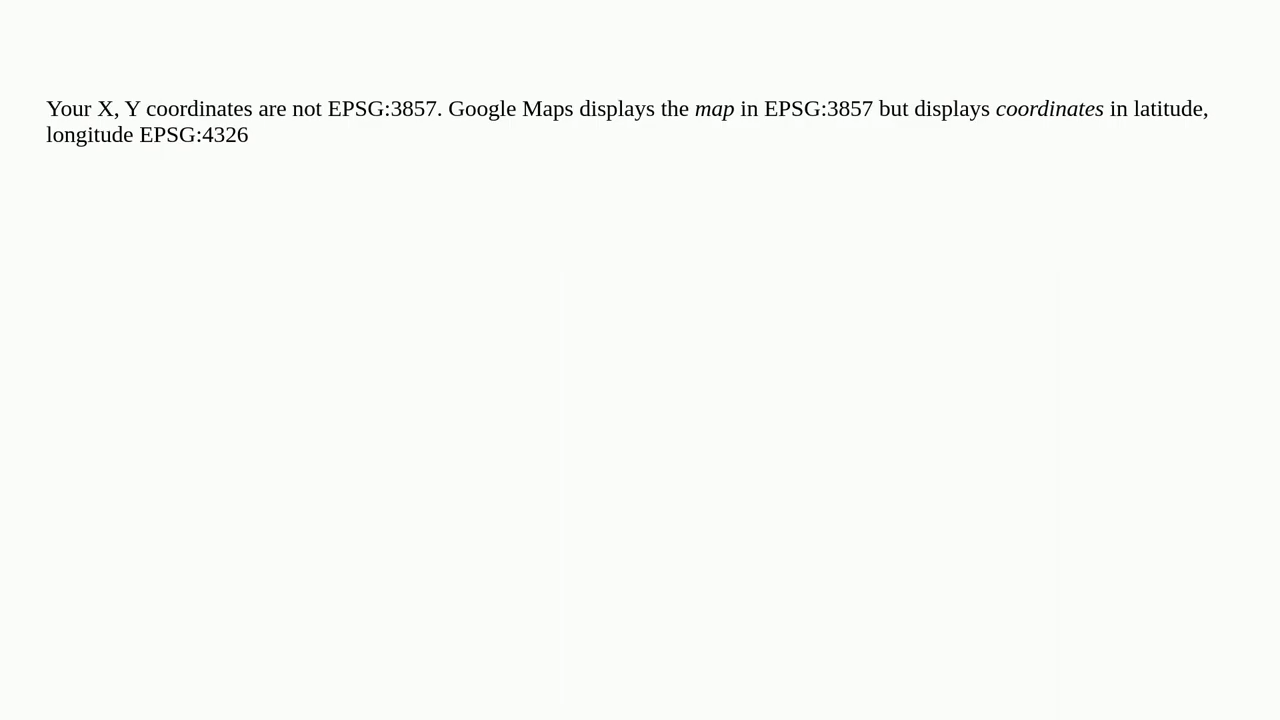 Your X, Y coordinates are not EPSG:3857. Google Maps displays the map in EPSG:3857 but displays coordinates in latitude,
longitude EPSG:4326